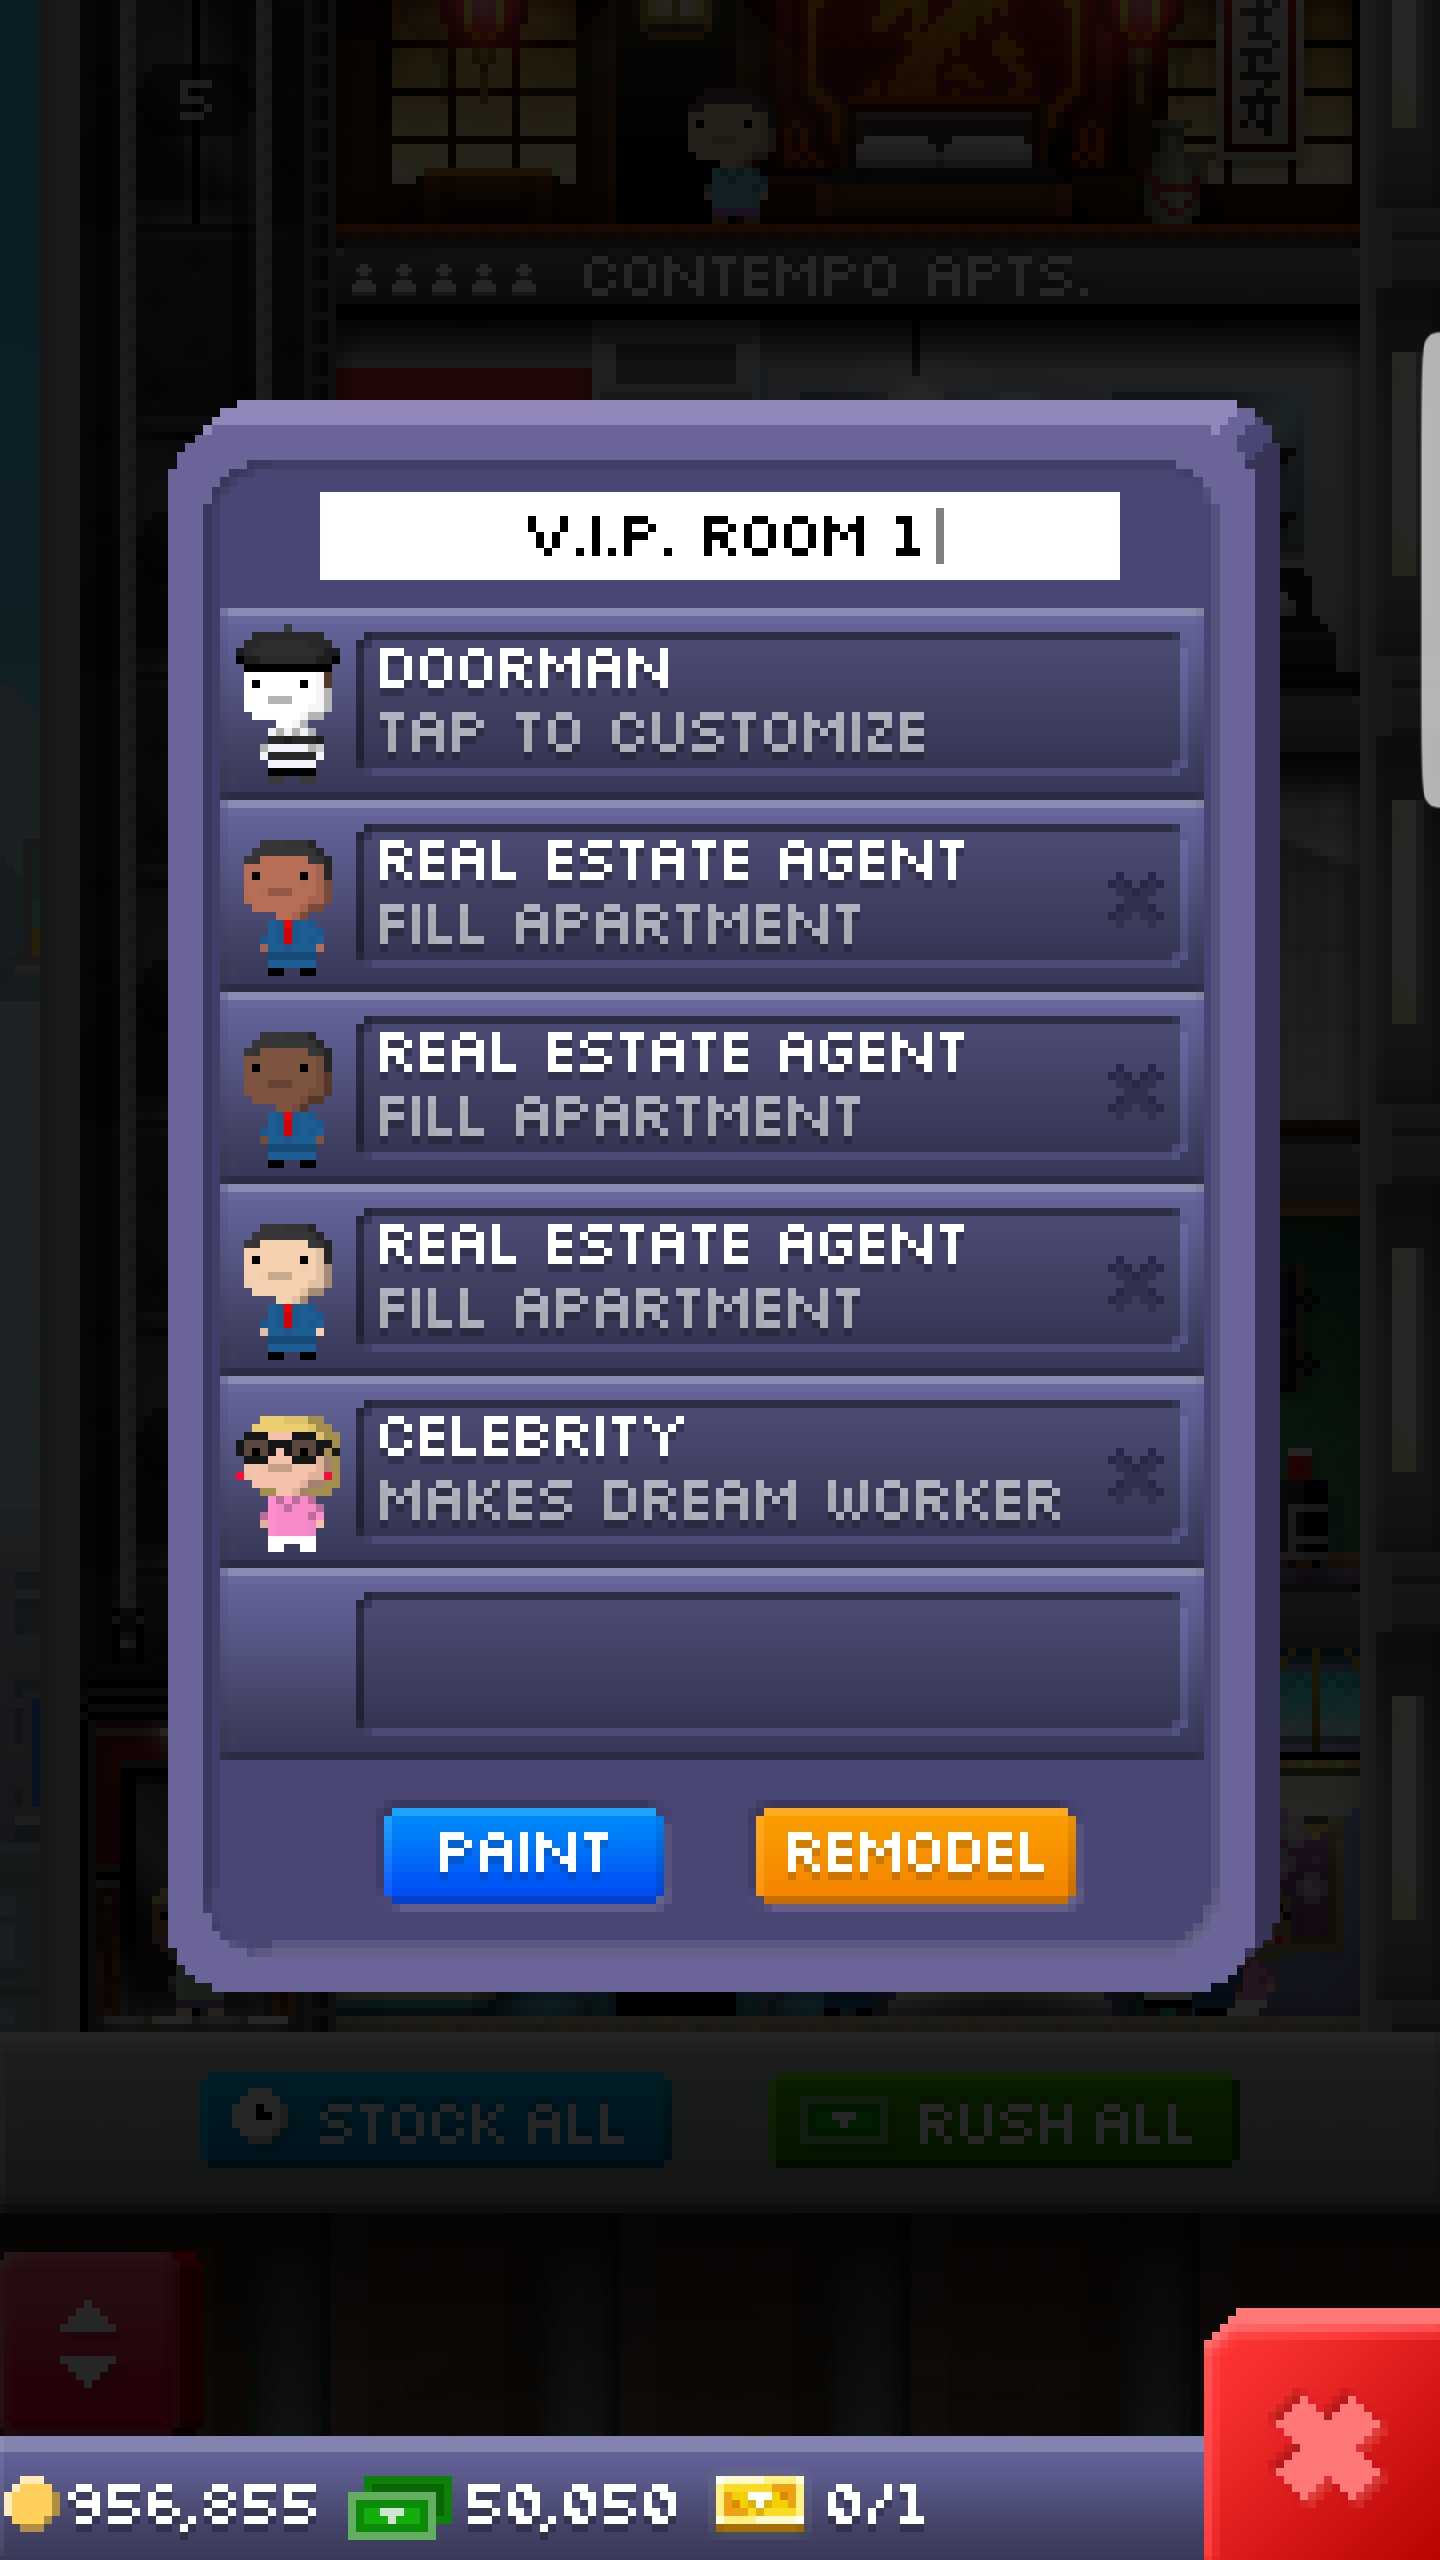 5
CONTEMPO APTS.
V.I.P. ROOM 1
DOORMAN
TAP TO CUSTOMIZE
REAL ESTATE AGENT
FILL APARTMENT
REAL ESTATE AGENT
FILL APARTMENT
REAL ESTATE AGENT
FILL APARTMENT
CELEBRITY
MAKES DREAM WORKER
PAINT
REMODEL
STOCK ALL
RUSH ALL
956,855
50,050
0/1